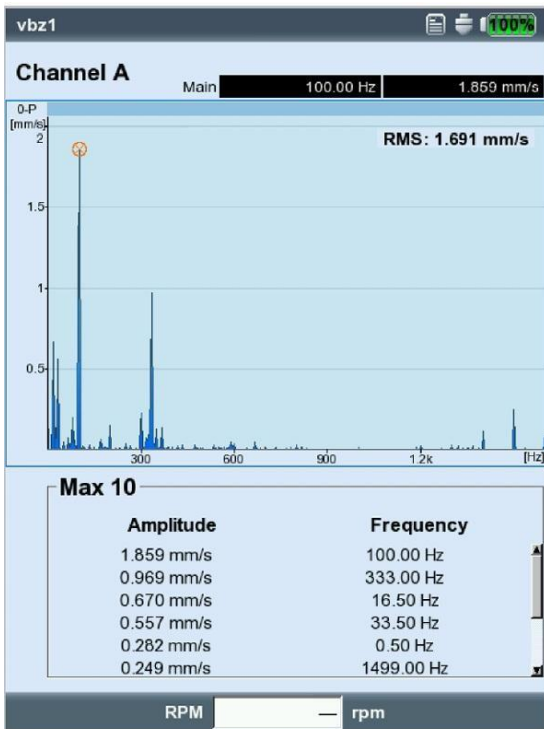 vbz1
100%
Channel A
Main 100.00 Hz 1.859 mm/s
0-P
[mm/s]
RMS: 1.691 mm/s
2
1.5
1
0.5
300 600 900 1.2k [Hz]
Max 10
Amplitude Frequency
1.859 mm/s 100.00 Hz
0.969 mm/s 333.00 Hz
0.670 mm/s 16.50 Hz
0.557 mm/s 33.50 Hz
0.282 mm/s 0.50 Hz
0.249 mm/s 1499.00 Hz
RPM — rpm